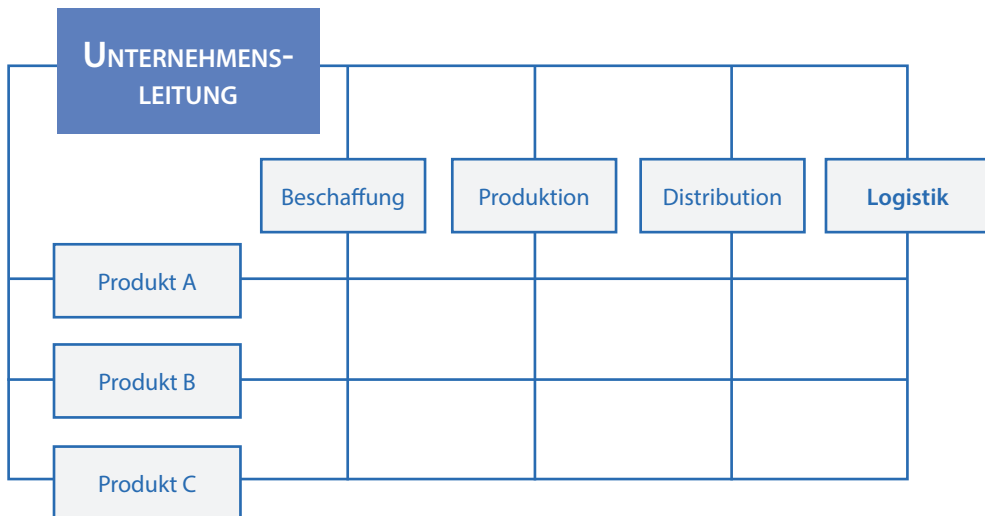 UNTERNEHMENS-
LEITUNG
Beschaffung
Produktion
Distribution
Logistik
Produkt A
Produkt B
Produkt C